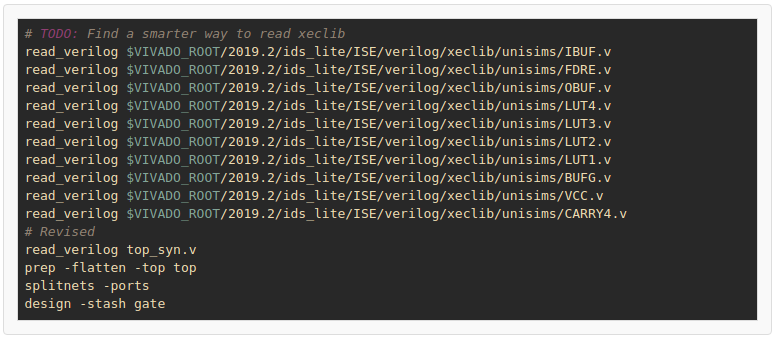 # TODO: Find a smarter way to read xeclib
read_verilog $VIVADO_ROOT/2019.2/ids_lite/ISE/verilog/xeclib/unisims/IBUF.v
read_verilog $VIVADO_ROOT/2019.2/ids_lite/ISE/verilog/xeclib/unisims/FDRE.v
read_verilog $VIVADO_ROOT/2019.2/ids_lite/ISE/verilog/xeclib/unisims/OBUF.v
read_verilog $VIVADO_ROOT/2019.2/ids_lite/ISE/verilog/xeclib/unisims/LUT4.v
read_verilog $VIVADO_ROOT/2019.2/ids_lite/ISE/verilog/xeclib/unisims/LUT3.v
read_verilog $VIVADO_ROOT/2019.2/ids_lite/ISE/verilog/xeclib/unisims/LUT2.v
read_verilog $VIVADO_ROOT/2019.2/ids_lite/ISE/verilog/xeclib/unisims/LUT1.v
read_verilog $VIVADO_ROOT/2019.2/ids_lite/ISE/verilog/xeclib/unisims/BUFG.v
read_verilog $VIVADO_ROOT/2019.2/ids_lite/ISE/verilog/xeclib/unisims/VCC.v
read_verilog $VIVADO_ROOT/2019.2/ids_lite/ISE/verilog/xeclib/unisims/CARRY4.v
# Revised
read_verilog top_syn.v
prep -flatten -top top
splitnets -ports
design -stash gate